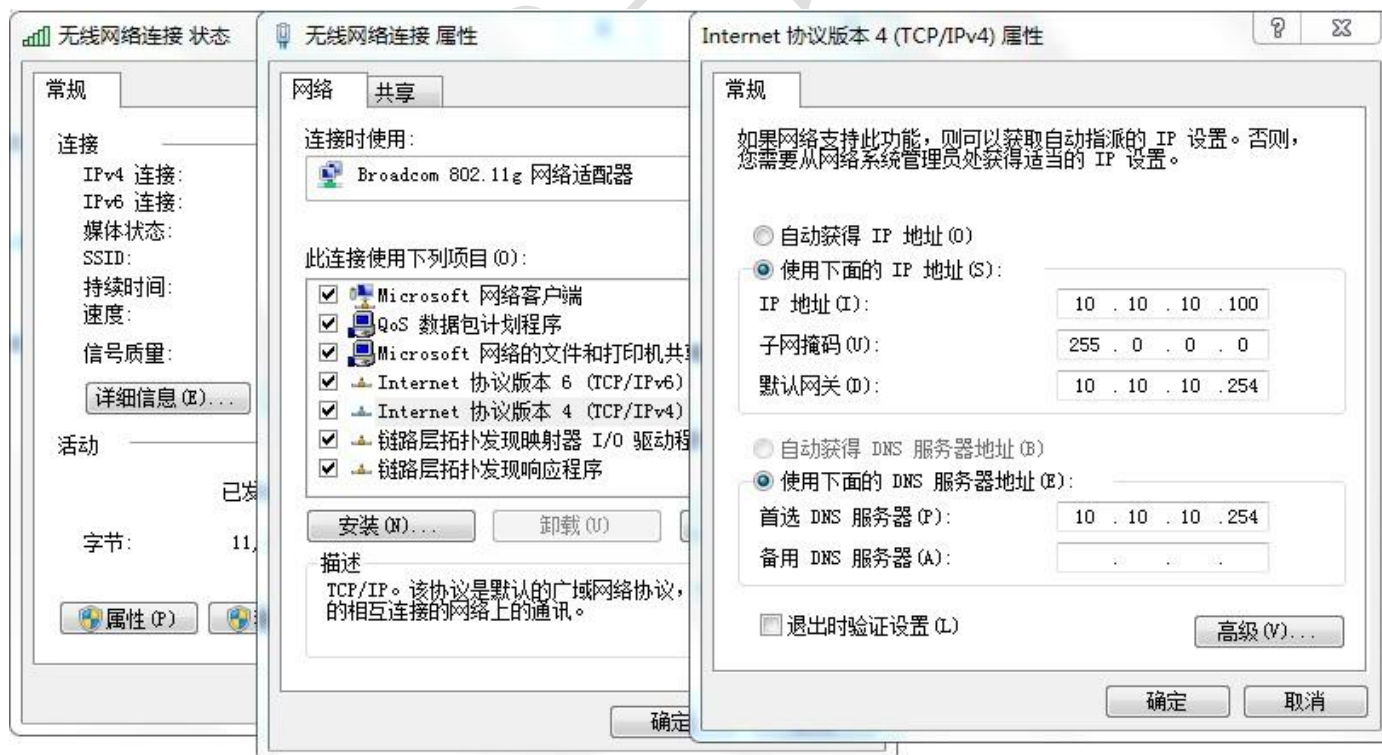 无线网络连接 状态
常规
连接
IPv4 连接:
IPv6 连接:
媒体状态:
SSID:
持续时间:
速度:
信号质量:
详细信息(E)...
活动
已发
字节: 11,
属性(P)
无线网络连接 属性
网络
共享
连接时使用:
Broadcom 802.11g 网络适配器
此连接使用下列项目(O):
Microsoft 网络客户端
QoS 数据包计划程序
Microsoft 网络的文件和打印机共
Internet 协议版本 6 (TCP/IPv6)
Internet 协议版本 4 (TCP/IPv4)
链路层拓扑发现映射器 I/O 驱动程
链路层拓扑发现响应程序
安装(N)...
卸载(U)
描述
TCP/IP。该协议是默认的广域网络协议，
的相互连接的网络上的通讯。
确定
Internet 协议版本 4 (TCP/IPv4) 属性
常规
如果网络支持此功能，则可以获取自动指派的 IP 设置。否则，
您需要从网络系统管理员处获得适当的 IP 设置。
自动获得 IP 地址(O)
使用下面的 IP 地址(S):
IP 地址(I): 10 . 10 . 10 .100
子网掩码(U): 255 . 0 . 0 . 0
默认网关(D): 10 . 10 . 10 .254
自动获得 DNS 服务器地址(B)
使用下面的 DNS 服务器地址(E):
首选 DNS 服务器(P): 10 . 10 . 10 .254
备用 DNS 服务器(A): . . .
退出时验证设置(L)
高级(V)...
确定
取消